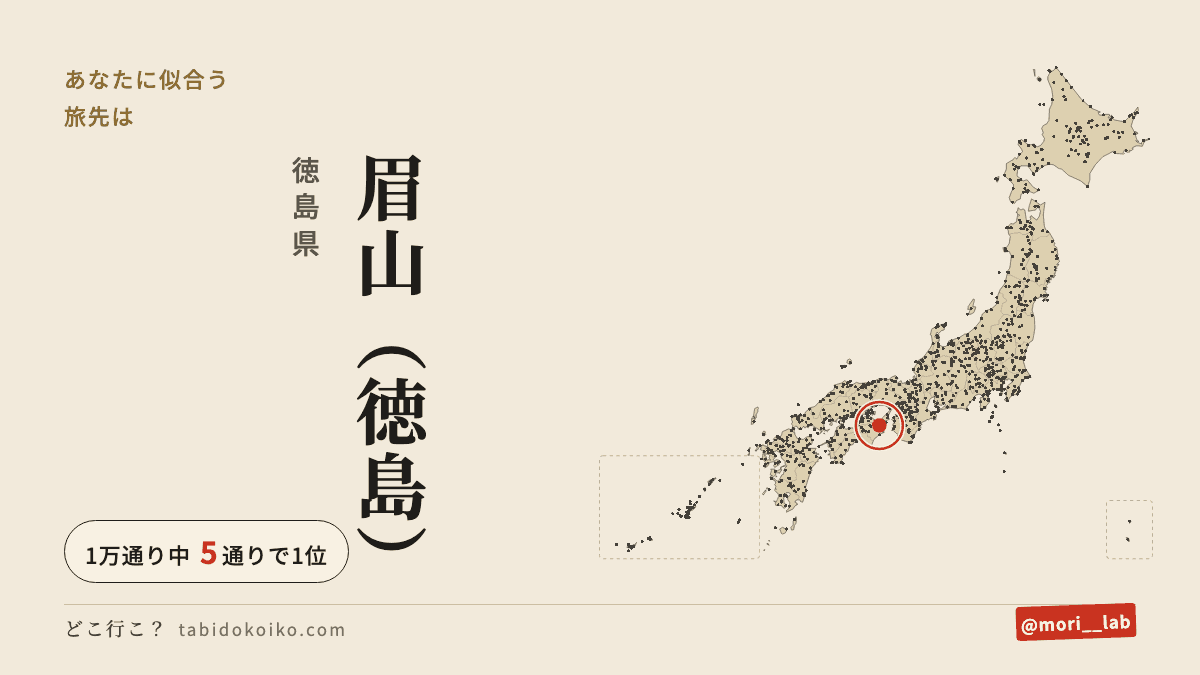 あなたに似合う
旅先は
眉山（徳島）
徳島県
1万通り中 5 通りで1位
どこ行こ？ tabidokoiko.com
@mori__lab